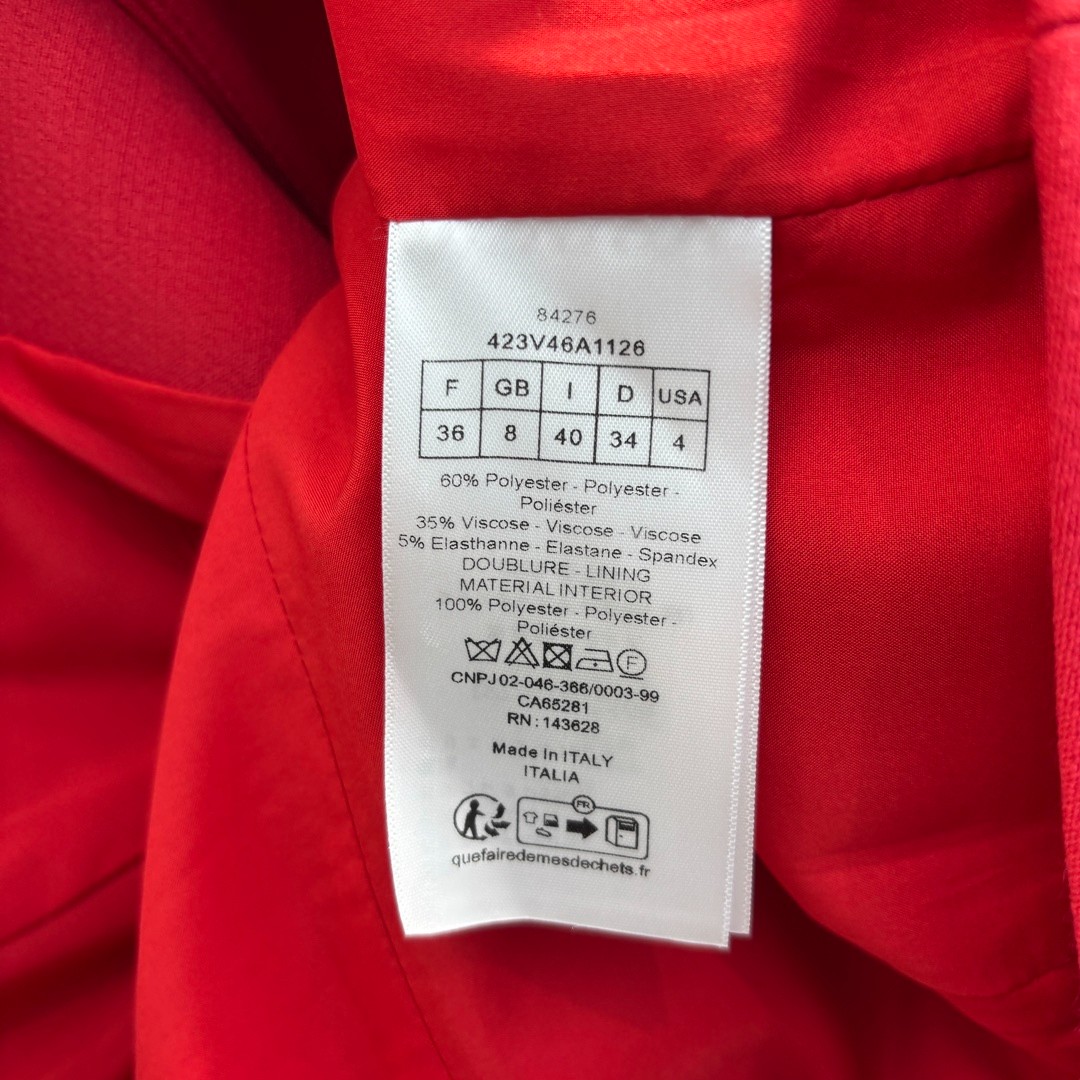 84276
423V46A1126
F GB I D USA
36 8 40 34 4
60% Polyester - Polyester -
Poliéster
35% Viscose - Viscose - Viscose
5% Elasthanne - Elastane - Spandex
DOUBLURE - LINING
MATERIAL INTERIOR
100% Polyester - Polyester -
Poliéster
F
CNPJ 02-046-366/0003-99
CA65281
RN : 143628
Made In ITALY
ITALIA
FR
quefairedemesdechets.fr